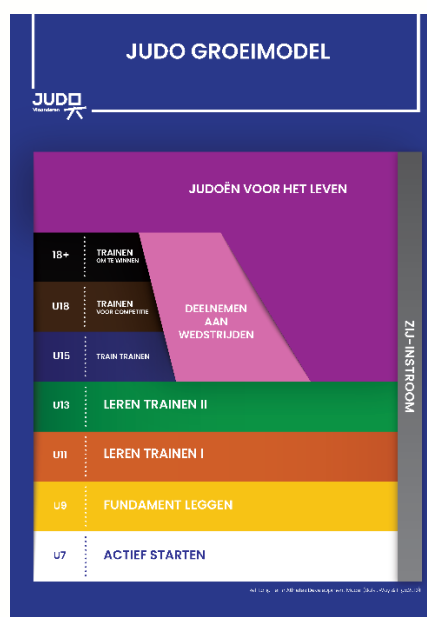 JUDO GROEIMODEL
JUDO
Vlaanderen
JUDOËN VOOR HET LEVEN
18+
TRAINEN
OM TE WINNEN
U18
TRAINEN
VOOR COMPETITIE
DEELNEMEN
AAN
WEDSTRIJDEN
U15
TRAIN TRAINEN
U13
LEREN TRAINEN II
U11
LEREN TRAINEN I
U9
FUNDAMENT LEGGEN
U7
ACTIEF STARTEN
ZIJ-INSTROOM